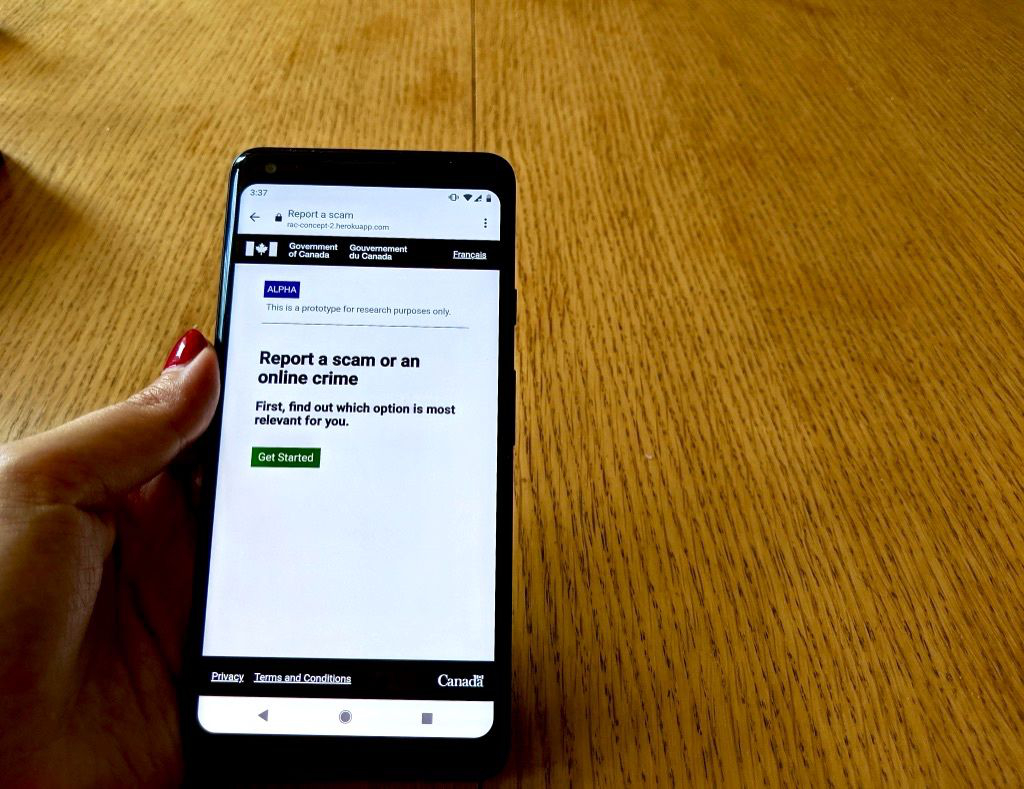 3:37
Report a scam
rac-concept-2.herokuapp.com
Government
of Canada
Gouvernement
du Canada
Français
ALPHA
This is a prototype for research purposes only.
Report a scam or an
online crime
First, find out which option is most
relevant for you.
Get Started
Privacy
Terms and Conditions
Canada